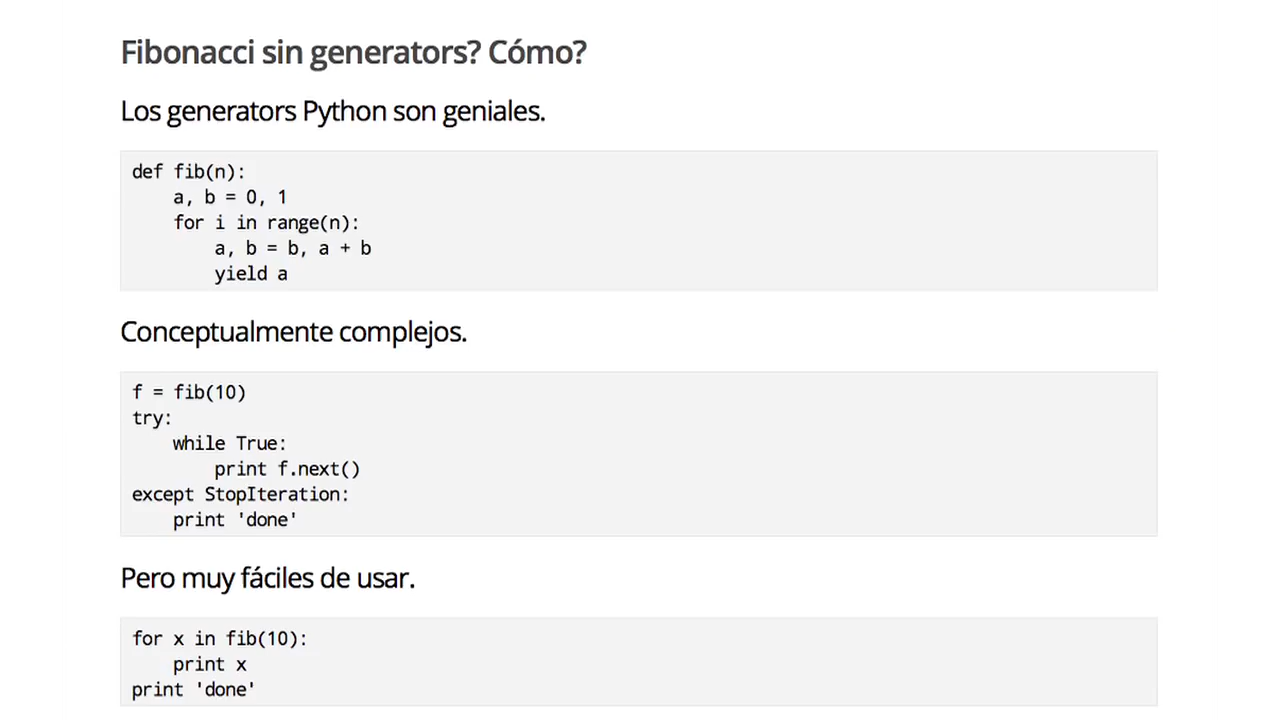 Fibonacci sin generators? Cómo?
Los generators Python son geniales.
def fib(n):
    a, b = 0, 1
    for i in range(n):
        a, b = b, a + b
        yield a
Conceptualmente complejos.
f = fib(10)
try:
    while True:
        print f.next()
except StopIteration:
    print 'done'
Pero muy fáciles de usar.
for x in fib(10):
    print x
print 'done'